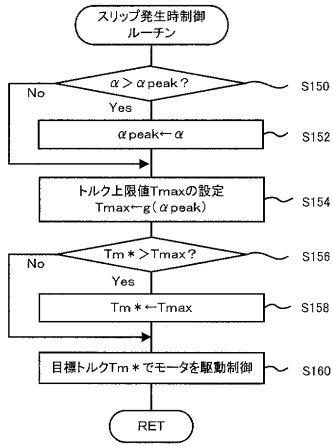 スリップ発生時制御
ルーチン
α>αpeak?
S150
No
Yes
αpeak←α
S152
トルク上限値Tmaxの設定
Tmax←g(αpeak)
S154
Tm*>Tmax?
S156
No
Yes
Tm*←Tmax
S158
目標トルクTm*でモータを駆動制御
S160
RET